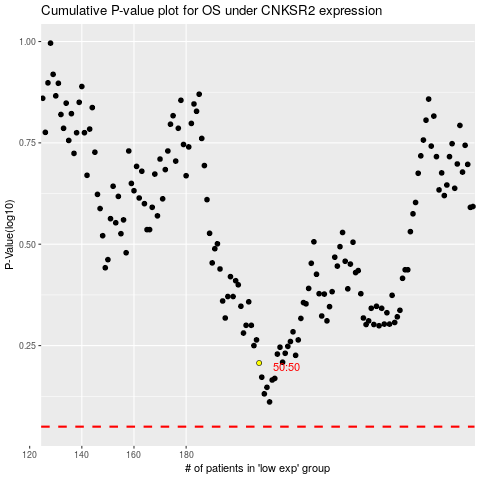 Cumulative P-value plot for OS under CNKSR2 expression
P-Value(log10)
1.00
0.75
0.50
0.25
50:50
120 140 160 180
# of patients in 'low exp' group